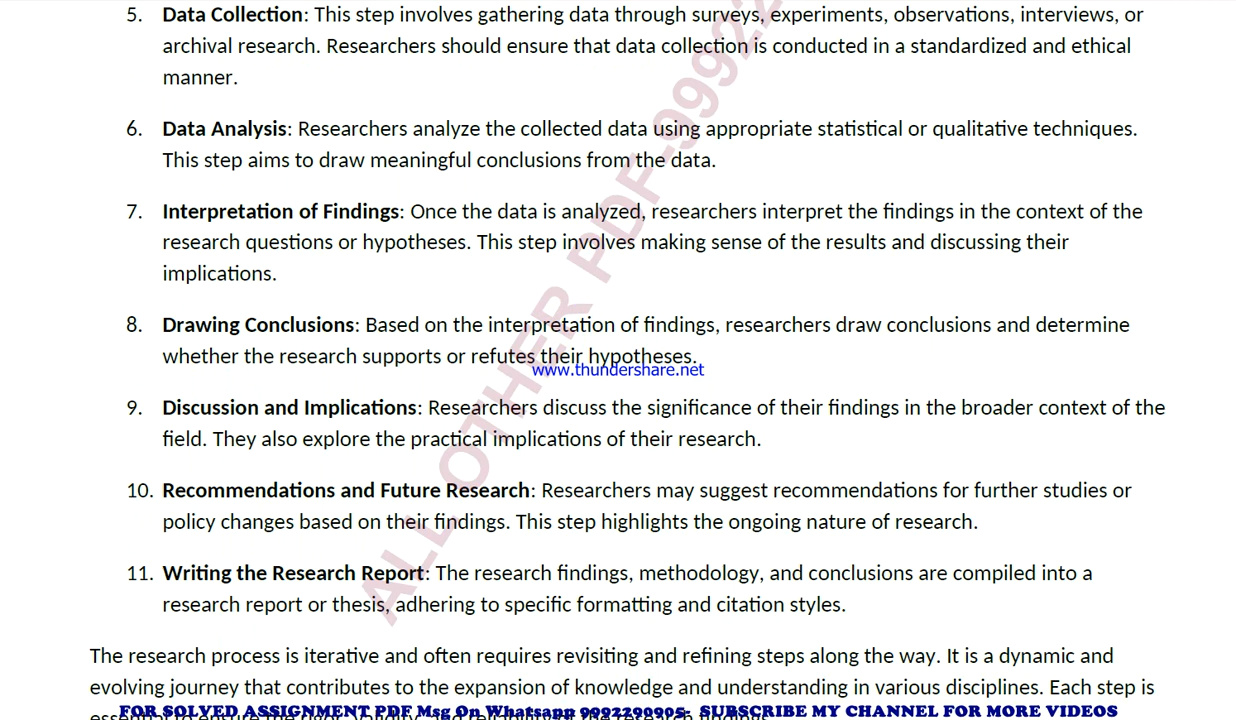 5. Data Collection: This step involves gathering data through surveys, experiments, observations, interviews, or
archival research. Researchers should ensure that data collection is conducted in a standardized and ethical
manner.
6. Data Analysis: Researchers analyze the collected data using appropriate statistical or qualitative techniques.
This step aims to draw meaningful conclusions from the data.
7. Interpretation of Findings: Once the data is analyzed, researchers interpret the findings in the context of the
research questions or hypotheses. This step involves making sense of the results and discussing their
implications.
8. Drawing Conclusions: Based on the interpretation of findings, researchers draw conclusions and determine
whether the research supports or refutes their hypotheses.
www.thundershare.net
9. Discussion and Implications: Researchers discuss the significance of their findings in the broader context of the
field. They also explore the practical implications of their research.
10. Recommendations and Future Research: Researchers may suggest recommendations for further studies or
policy changes based on their findings. This step highlights the ongoing nature of research.
11. Writing the Research Report: The research findings, methodology, and conclusions are compiled into a
research report or thesis, adhering to specific formatting and citation styles.
The research process is iterative and often requires revisiting and refining steps along the way. It is a dynamic and
evolving journey that contributes to the expansion of knowledge and understanding in various disciplines. Each step is
FOR SOLVED ASSIGNMENT PDF Msg On Whatsapp 9992290905- SUBSCRIBE MY CHANNEL FOR MORE VIDEOS
ALL OTHER PDF-9992